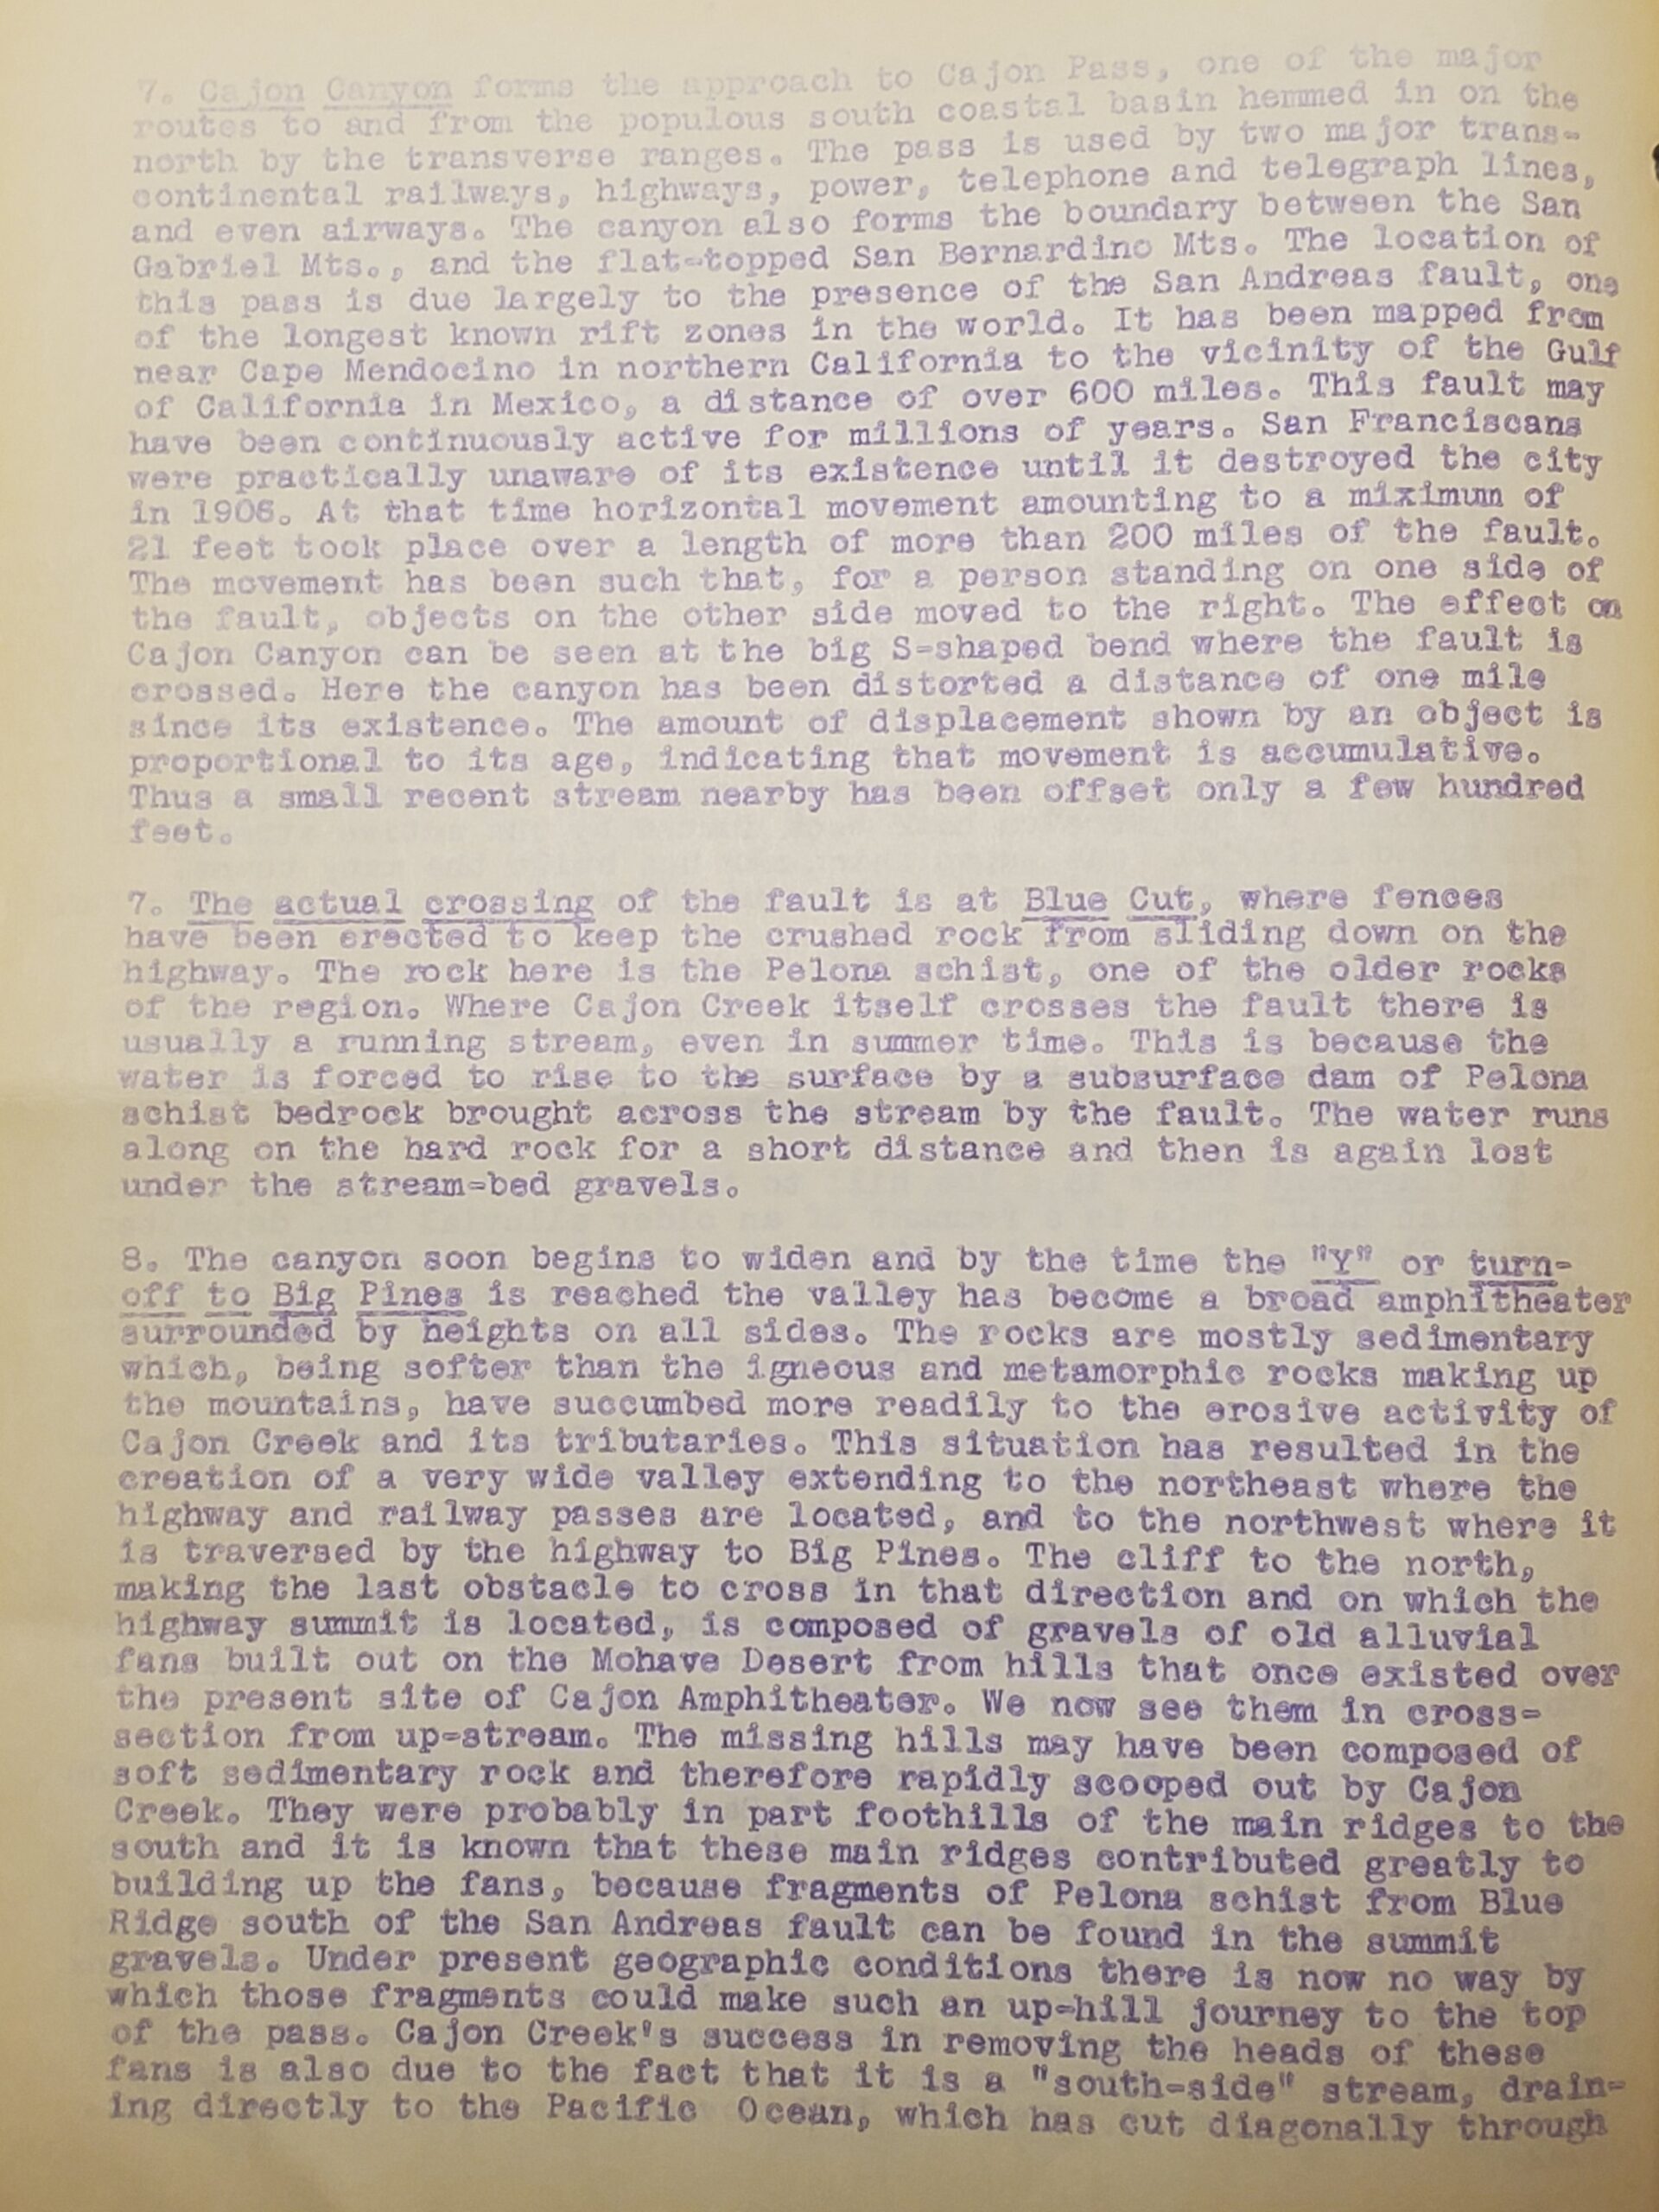 7. Cajon Canyon forms the approach to Cajon Pass, one of the major
routes to and from the populous south coastal basin hemmed in on the
north by the transverse ranges. The pass is used by two major trans-
continental railways, highways, power, telephone and telegraph lines,
and even airways. The canyon also forms the boundary between the San
Gabriel Mts., and the flat-topped San Bernardino Mts. The location of
this pass is due largely to the presence of the San Andreas fault, one
of the longest known rift zones in the world. It has been mapped from
near Cape Mendocino in northern California to the vicinity of the Gulf
of California in Mexico, a distance of over 600 miles. This fault may
have been continuously active for millions of years. San Franciscans
were practically unaware of its existence until it destroyed the city
in 1906. At that time horizontal movement amounting to a miximum of
21 feet took place over a length of more than 200 miles of the fault.
The movement has been such that, for a person standing on one side of
the fault, objects on the other side moved to the right. The effect on
Cajon Canyon can be seen at the big S-shaped bend where the fault is
crossed. Here the canyon has been distorted a distance of one mile
since its existence. The amount of displacement shown by an object is
proportional to its age, indicating that movement is accumulative.
Thus a small recent stream nearby has been offset only a few hundred
feet.
7. The actual crossing of the fault is at Blue Cut, where fences
have been erected to keep the crushed rock from sliding down on the
highway. The rock here is the Pelona schist, one of the older rocks
of the region. Where Cajon Creek itself crosses the fault there is
usually a running stream, even in summer time. This is because the
water is forced to rise to the surface by a subsurface dam of Pelona
schist bedrock brought across the stream by the fault. The water runs
along on the hard rock for a short distance and then is again lost
under the stream-bed gravels.
8. The canyon soon begins to widen and by the time the "Y" or turn-
off to Big Pines is reached the valley has become a broad amphitheater
surrounded by heights on all sides. The rocks are mostly sedimentary
which, being softer than the igneous and metamorphic rocks making up
the mountains, have succumbed more readily to the erosive activity of
Cajon Creek and its tributaries. This situation has resulted in the
creation of a very wide valley extending to the northeast where the
highway and railway passes are located, and to the northwest where it
is traversed by the highway to Big Pines. The cliff to the north,
making the last obstacle to cross in that direction and on which the
highway summit is located, is composed of gravels of old alluvial
fans built out on the Mohave Desert from hills that once existed over
the present site of Cajon Amphitheater. We now see them in cross-
section from up-stream. The missing hills may have been composed of
soft sedimentary rock and therefore rapidly scooped out by Cajon
Creek. They were probably in part foothills of the main ridges to the
south and it is known that these main ridges contributed greatly to
building up the fans, because fragments of Pelona schist from Blue
Ridge south of the San Andreas fault can be found in the summit
gravels. Under present geographic conditions there is now no way by
which those fragments could make such an up-hill journey to the top
of the pass. Cajon Creek's success in removing the heads of these
fans is also due to the fact that it is a "south-side" stream, drain-
ing directly to the Pacific Ocean, which has cut diagonally through